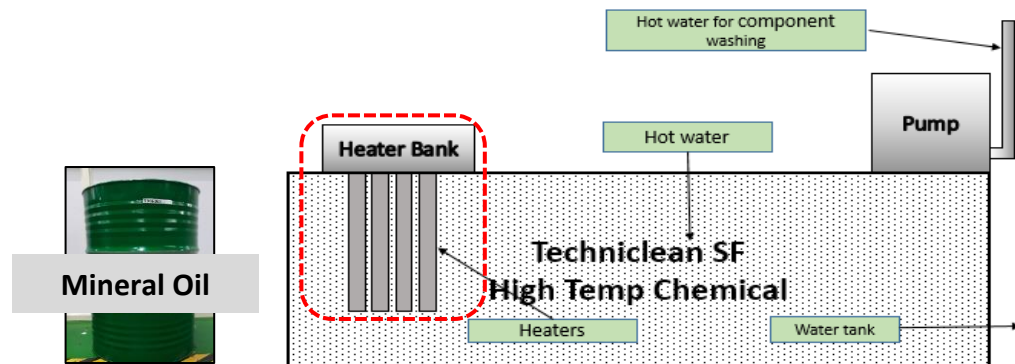 Hot water for component
washing
Pump
Heater Bank
Hot water
Mineral Oil
Techniclean SF
High Temp Chemical
Heaters
Water tank